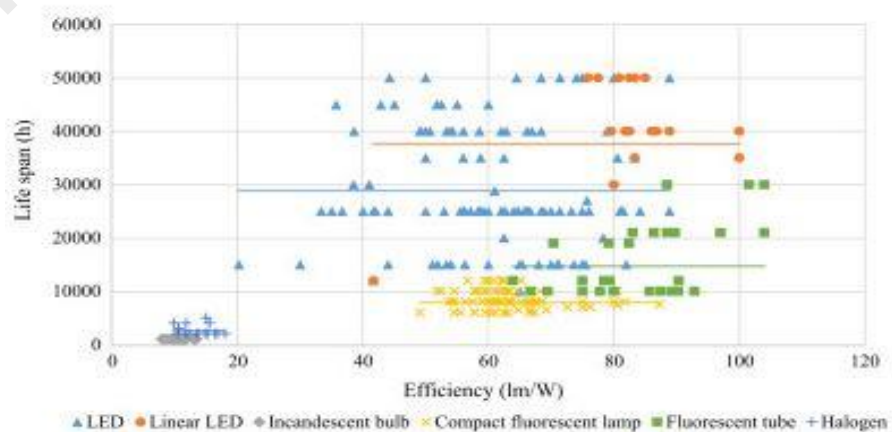 60000
50000
40000
30000
20000
10000
0
Life span (h)
0 20 40 60 80 100 120
Efficiency (lm/W)
LED Linear LED Incandescent bulb Compact fluorescent lamp Fluorescent tube Halogen